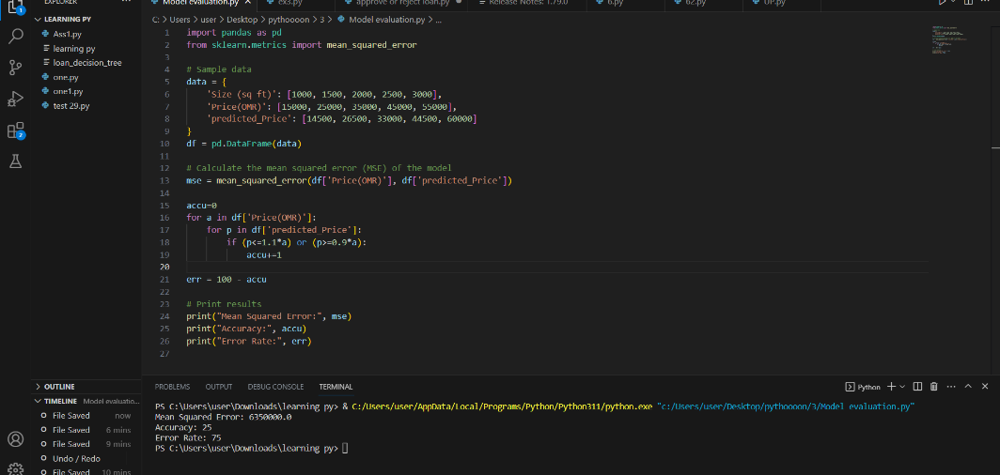 EXPLORER ...
Model evaluation.py ex3.py approve or reject loan.py Release Notes: 1.79.0 6.py 62.py UP.py
C: > Users > user > Desktop > pythoooon > 3 > Model evaluation.py > ...
LEARNING PY
Ass1.py
learning py
loan_decision_tree
one.py
one1.py
test 29.py
1 import pandas as pd
2 from sklearn.metrics import mean_squared_error
3
4 # Sample data
5 data = {
6 'Size (sq ft)': [1000, 1500, 2000, 2500, 3000],
7 'Price(OMR)': [15000, 25000, 35000, 45000, 55000],
8 'predicted_Price': [14500, 26500, 33000, 44500, 60000]
9 }
10 df = pd.DataFrame(data)
11
12 # Calculate the mean squared error (MSE) of the model
13 mse = mean_squared_error(df['Price(OMR)'], df['predicted_Price'])
14
15 accu=0
16 for a in df['Price(OMR)']:
17 for p in df['predicted_Price']:
18 if (p<=1.1*a) or (p>=0.9*a):
19 accu+=1
20
21 err = 100 - accu
22
23 # Print results
24 print("Mean Squared Error:", mse)
25 print("Accuracy:", accu)
26 print("Error Rate:", err)
27
OUTLINE
TIMELINE Model evaluatio...
File Saved now
File Saved 6 mins
File Saved 9 mins
Undo / Redo
File Saved 10 mins
PROBLEMS OUTPUT DEBUG CONSOLE TERMINAL Python
PS C:\Users\user\Downloads\learning py> & C:/Users/user/AppData/Local/Programs/Python/Python311/python.exe "c:/Users/user/Desktop/pythoooon/3/Model evaluation.py"
Mean Squared Error: 6350000.0
Accuracy: 25
Error Rate: 75
PS C:\Users\user\Downloads\learning py>
1
2